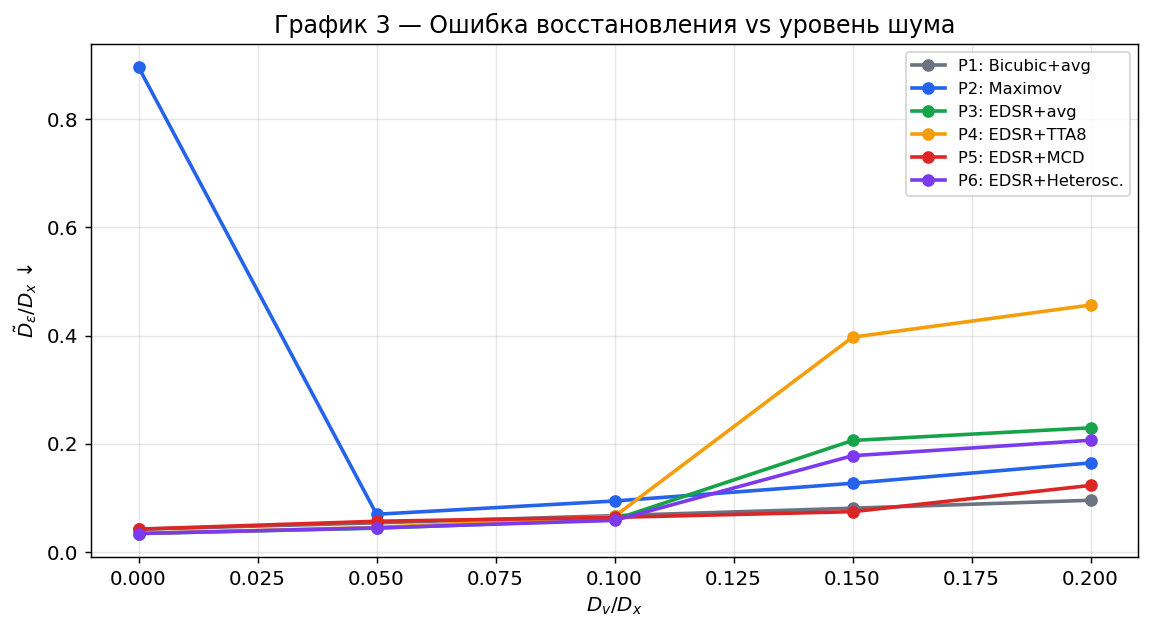 График 3 — Ошибка восстановления vs уровень шума
P1: Bicubic+avg
P2: Maximov
P3: EDSR+avg
P4: EDSR+TTA8
P5: EDSR+MCD
P6: EDSR+Heterosc.
0.8
0.6
0.4
0.2
0.0
D̃ε/Dx ↓
0.000 0.025 0.050 0.075 0.100 0.125 0.150 0.175 0.200
Dv/Dx